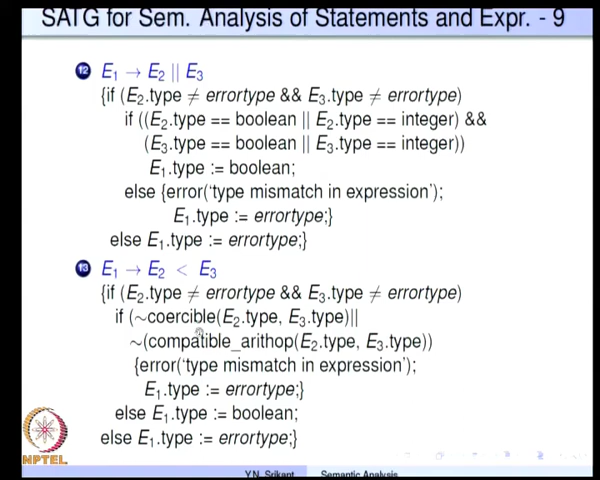 SATG for Sem. Analysis of Statements and Expr. - 9
12 E₁ → E₂ || E₃
{if (E₂.type ≠ errortype && E₃.type ≠ errortype)
if ((E₂.type == boolean || E₂.type == integer) &&
(E₃.type == boolean || E₃.type == integer))
E₁.type := boolean;
else {error(‘type mismatch in expression’);
E₁.type := errortype;}
else E₁.type := errortype;}
13 E₁ → E₂ < E₃
{if (E₂.type ≠ errortype && E₃.type ≠ errortype)
if (~coercible(E₂.type, E₃.type)||
~(compatible_arithop(E₂.type, E₃.type))
{error(‘type mismatch in expression’);
E₁.type := errortype;}
else E₁.type := boolean;
else E₁.type := errortype;}
NPTEL
Y.N. Srikant Semantic Analysis